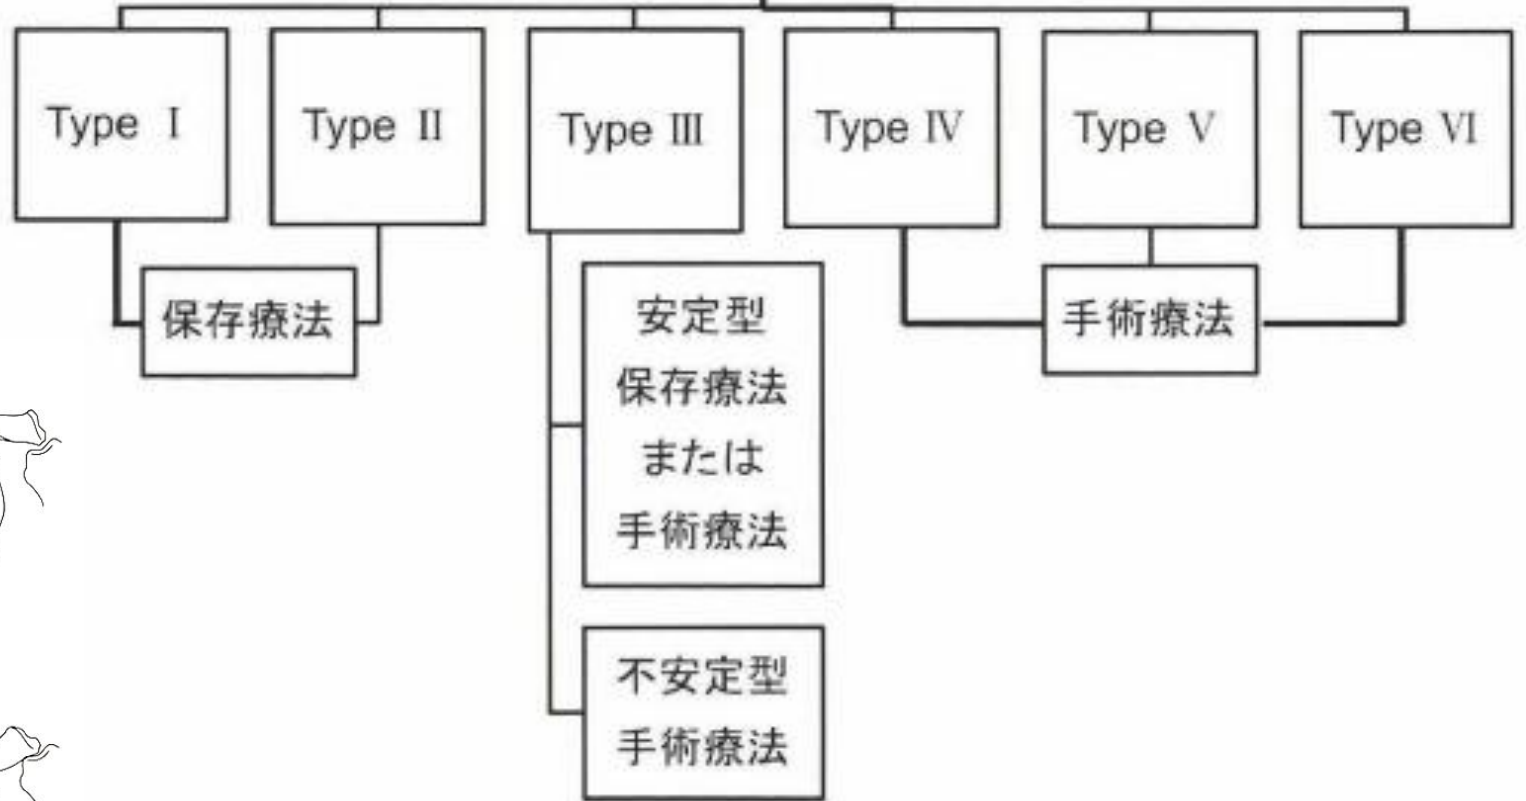 Type Ⅰ
Type Ⅱ
Type Ⅲ
Type Ⅳ
Type Ⅴ
Type Ⅵ
保存療法
安定型
保存療法
または
手術療法
不安定型
手術療法
手術療法